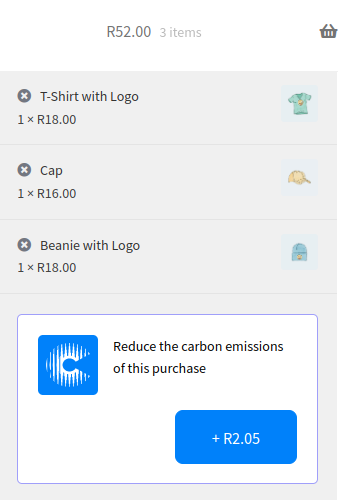 R52.00 3 items
T-Shirt with Logo
1 × R18.00
Cap
1 × R16.00
Beanie with Logo
1 × R18.00
Reduce the carbon emissions
of this purchase
+ R2.05